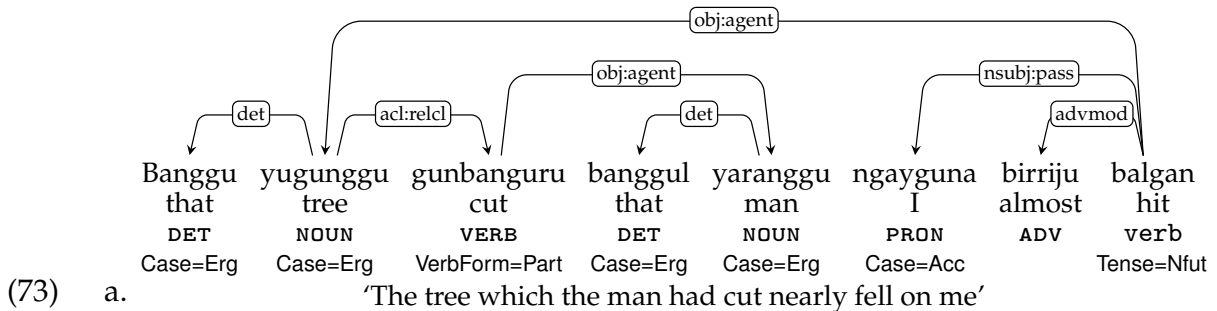 obj:agent
obj:agent nsubj:pass
det acl:relcl det advmod
Banggu yugunggu gunbanguru banggul yaranggu ngayguna birriju balgan
that tree cut that man I almost hit
DET NOUN VERB DET NOUN PRON ADV verb
Case=Erg Case=Erg VerbForm=Part Case=Erg Case=Erg Case=Acc Tense=Nfut
(73) a. ‘The tree which the man had cut nearly fell on me’